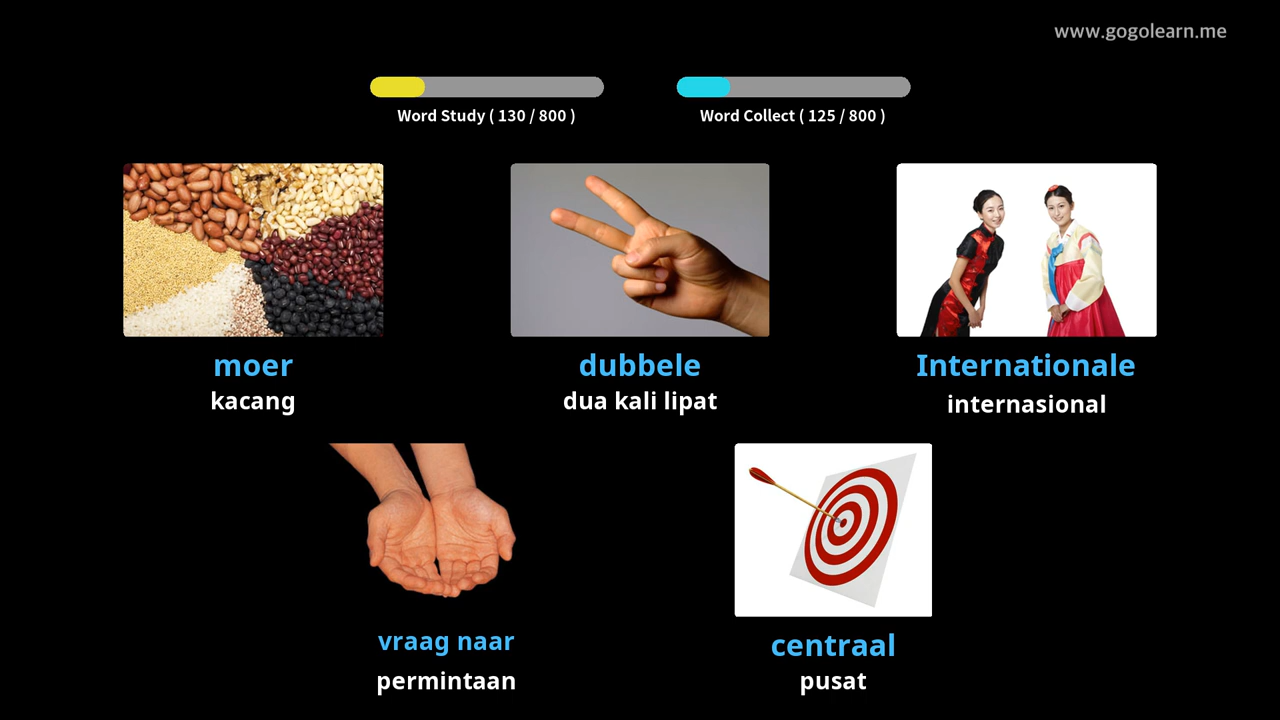 www.gogolearn.me
Word Study ( 130 / 800 )
Word Collect ( 125 / 800 )
moer
dubbele
Internationale
kacang
dua kali lipat
internasional
vraag naar
centraal
permintaan
pusat